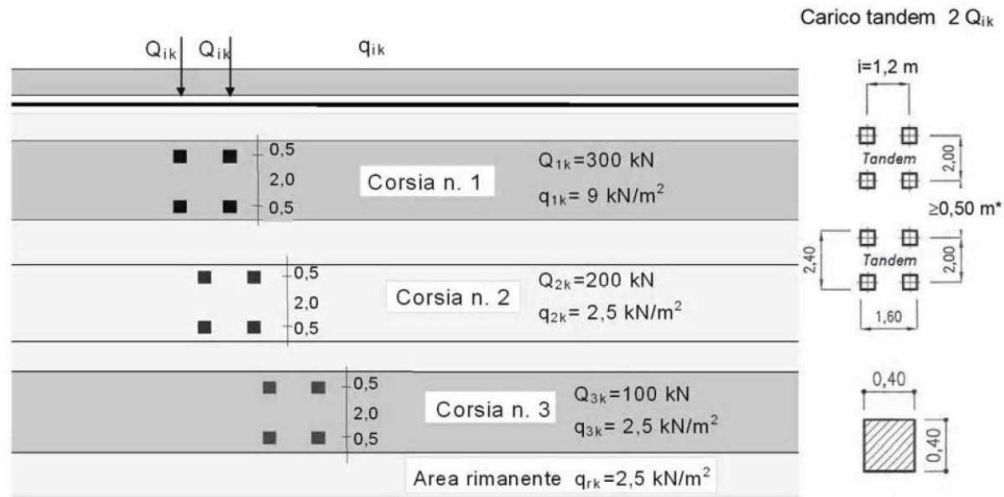 Carico tandem 2 Qik
Qik Qik qik
i=1,2 m
0,5
2,0
0,5
Corsia n. 1
Q1k=300 kN
q1k= 9 kN/m²
Tandem
2,00
≥0,50 m*
0,5
2,0
0,5
Corsia n. 2
Q2k=200 kN
q2k= 2,5 kN/m²
2,40
Tandem
2,00
1,60
0,5
2,0
0,5
Corsia n. 3
Q3k=100 kN
q3k= 2,5 kN/m²
Area rimanente qrk=2,5 kN/m²
0,40
0,40